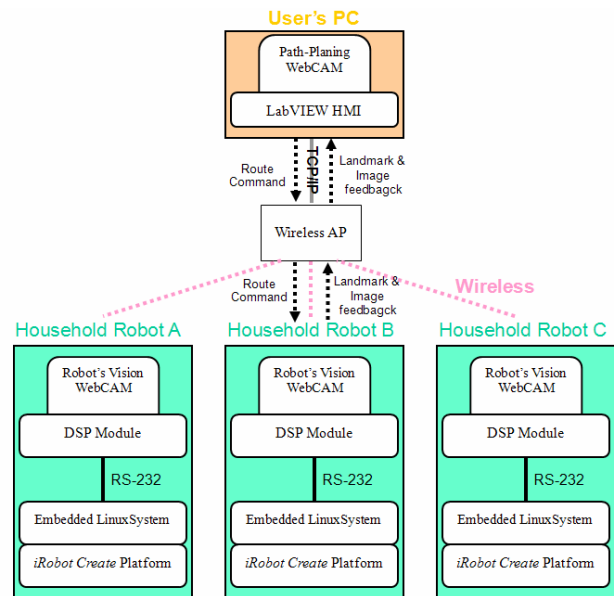 User's PC
Path-Planing
WebCAM
LabVIEW HMI
Route
Command
TCP/IP
Landmark &
Image
feedbagck
Wireless AP
Route
Command
Landmark &
Image
feedbagck
Wireless
Household Robot A
Household Robot B
Household Robot C
Robot's Vision
WebCAM
DSP Module
RS-232
Embedded LinuxSystem
iRobot Create Platform
Robot's Vision
WebCAM
DSP Module
RS-232
Embedded LinuxSystem
iRobot Create Platform
Robot's Vision
WebCAM
DSP Module
RS-232
Embedded LinuxSystem
iRobot Create Platform